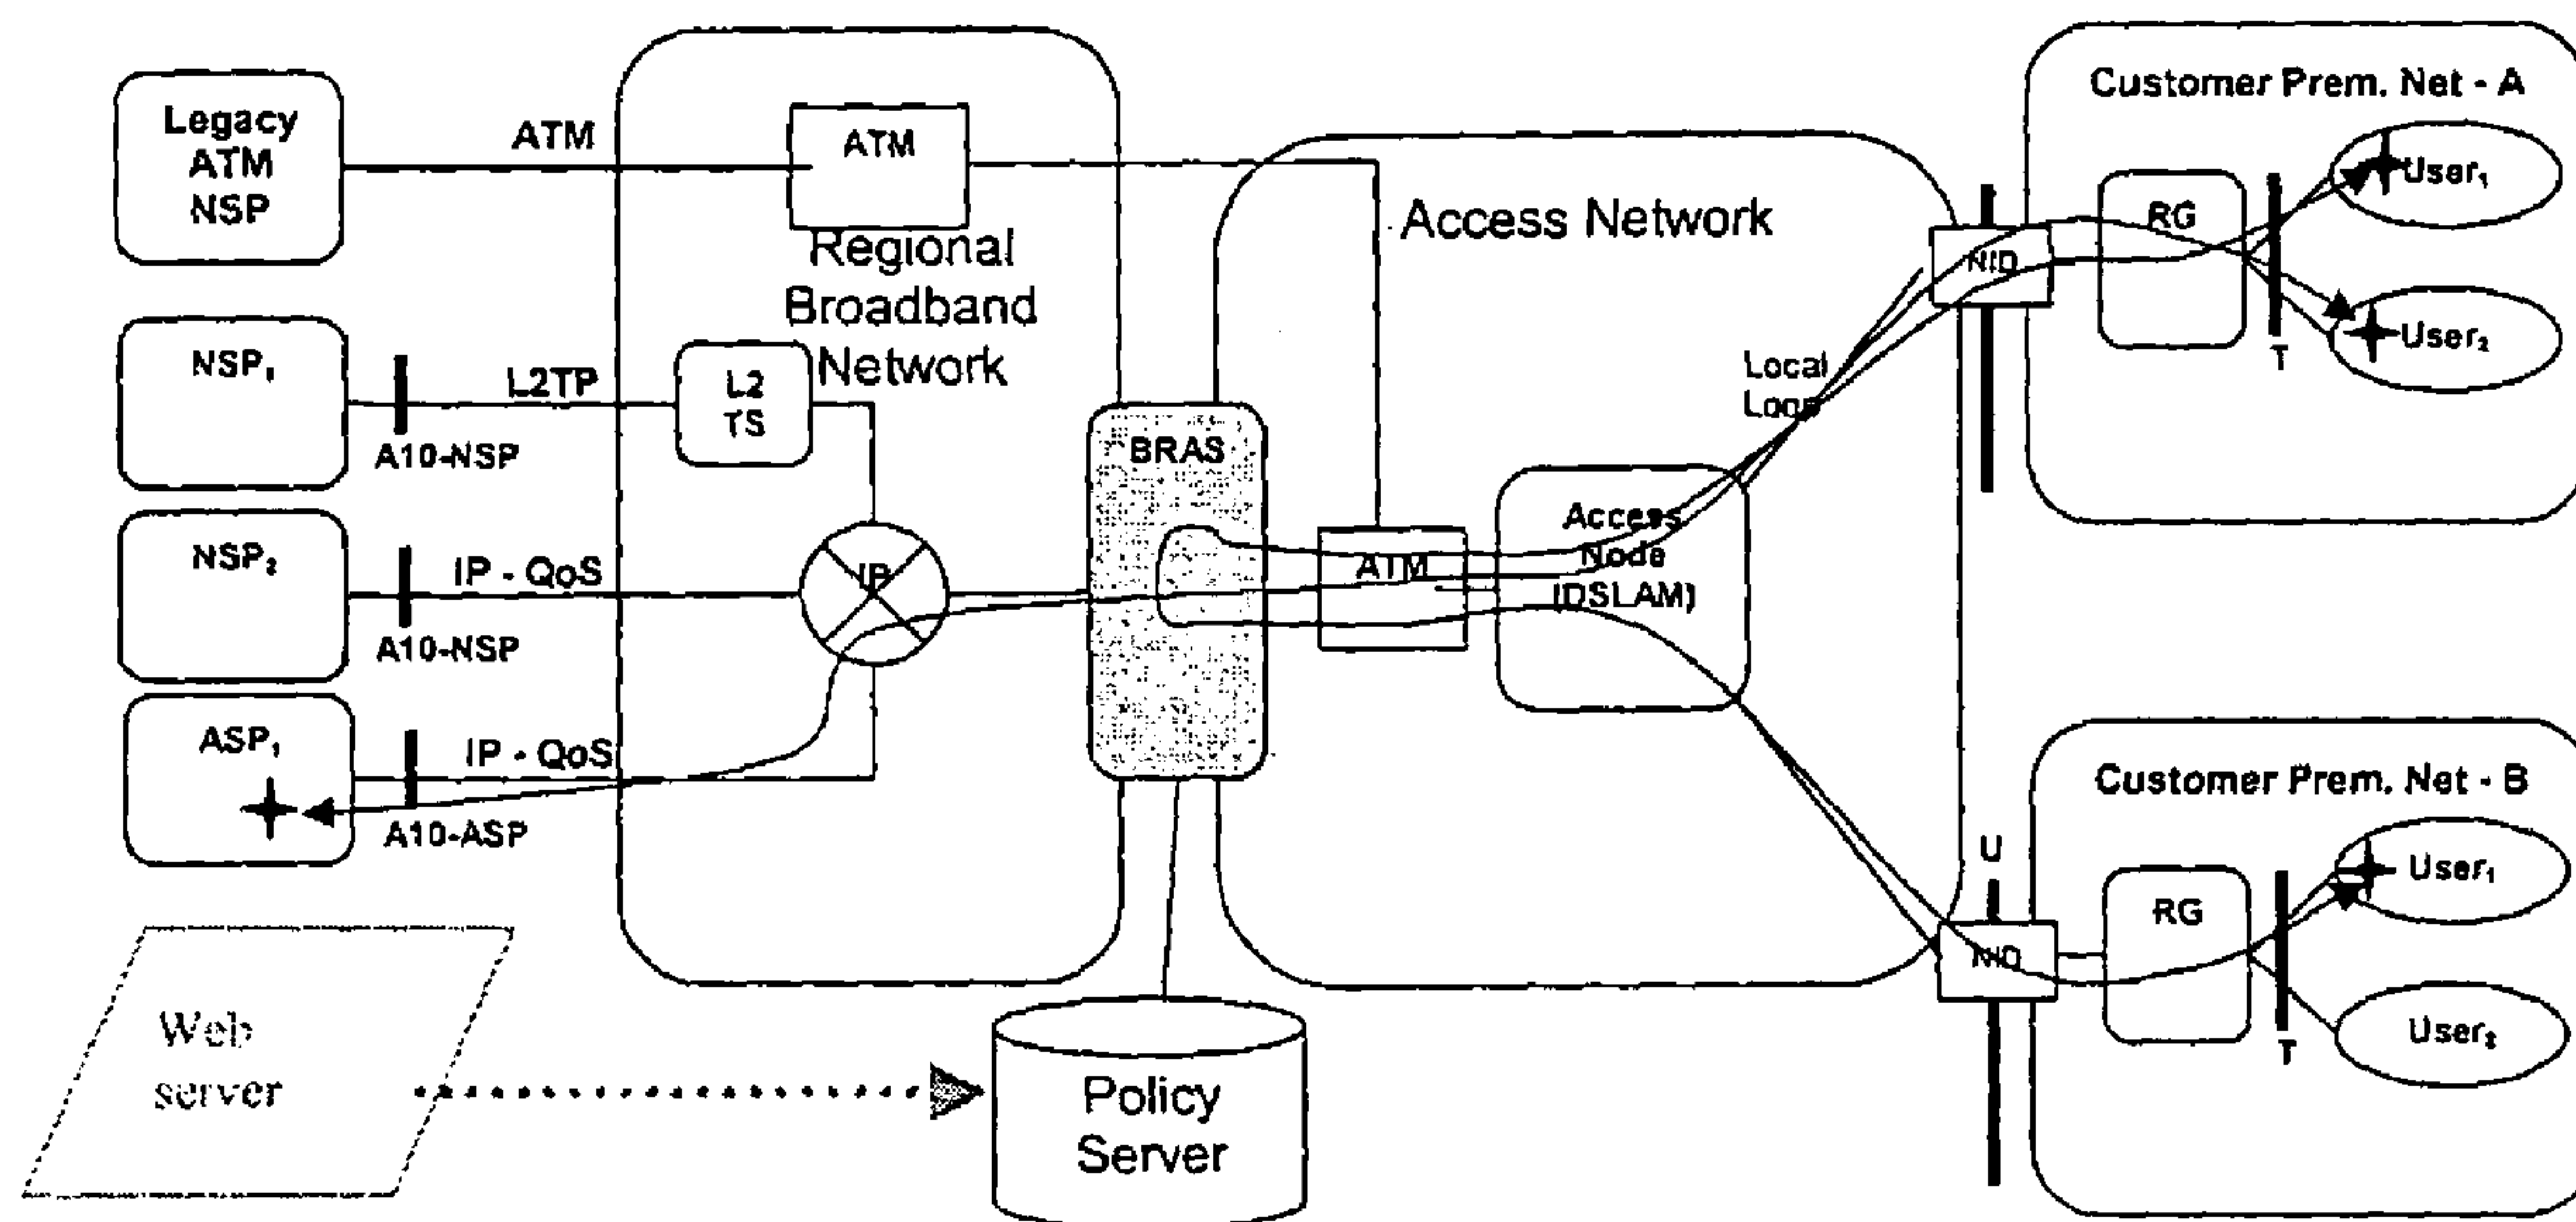 Legacy
ATM
NSP
ATM
ATM
Regional
Broadband
Network
NSP₁
A10-NSP
L2TP
L2
TS
NSP₂
A10-NSP
IP - QoS
IP
ASP₁
A10-ASP
IP - QoS
BRAS
Access Network
ATM
Access
Node
(DSLAM)
Local
Loop
NID
Customer Prem. Net - A
RG
T
User₁
User₂
U
NID
Customer Prem. Net - B
RG
T
User₁
User₂
Web
server
Policy
Server